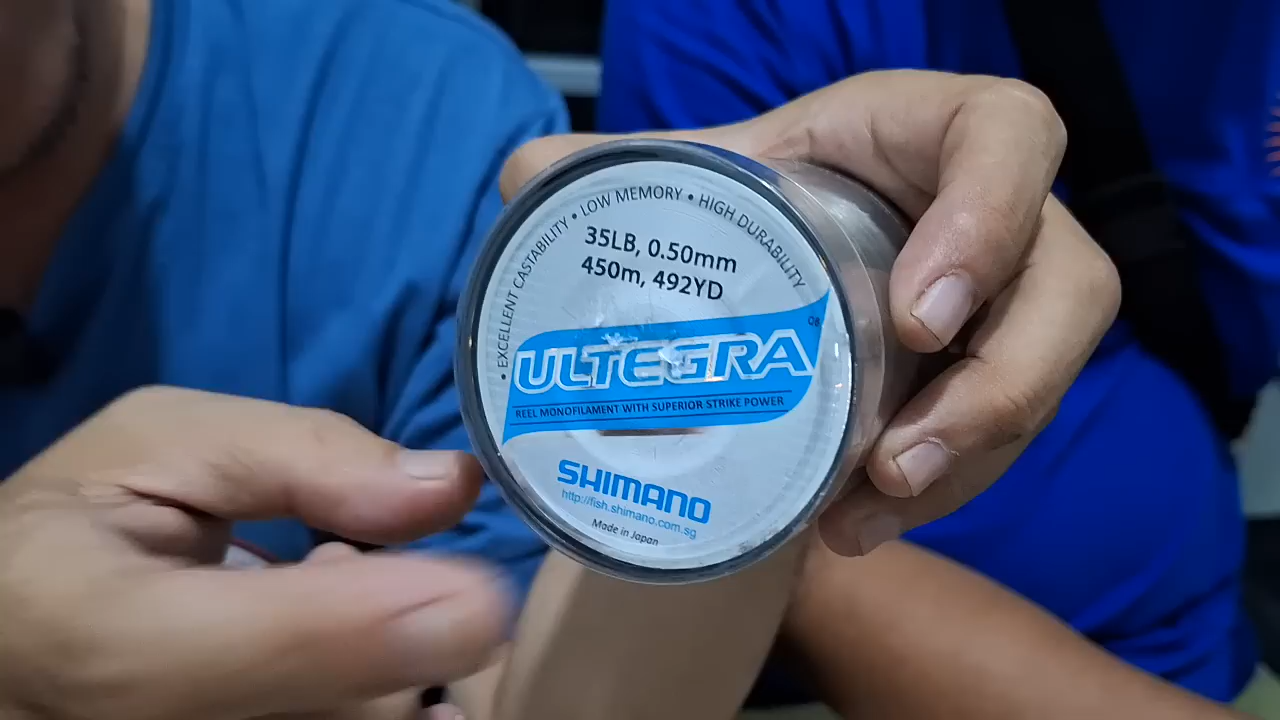 • EXCELLENT CASTABILITY • LOW MEMORY • HIGH DURABILITY
35LB, 0.50mm
450m, 492YD
08
ULTEGRA
REEL MONOFILAMENT WITH SUPERIOR STRIKE POWER
SHIMANO
http://fish.shimano.com.sg
Made in Japan